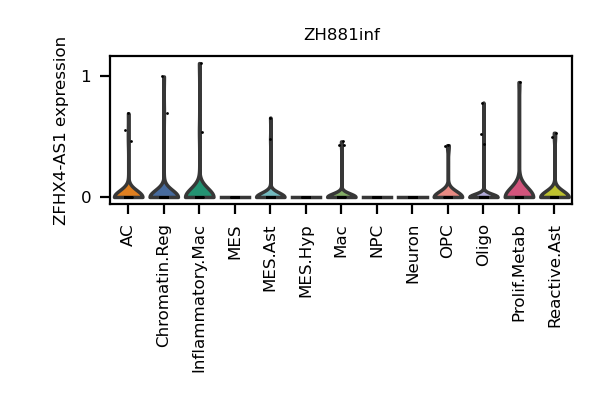 ZH881inf
ZFHX4-AS1 expression
1
0
AC
Chromatin.Reg
Inflammatory.Mac
MES
MES.Ast
MES.Hyp
Mac
NPC
Neuron
OPC
Oligo
Prolif.Metab
Reactive.Ast